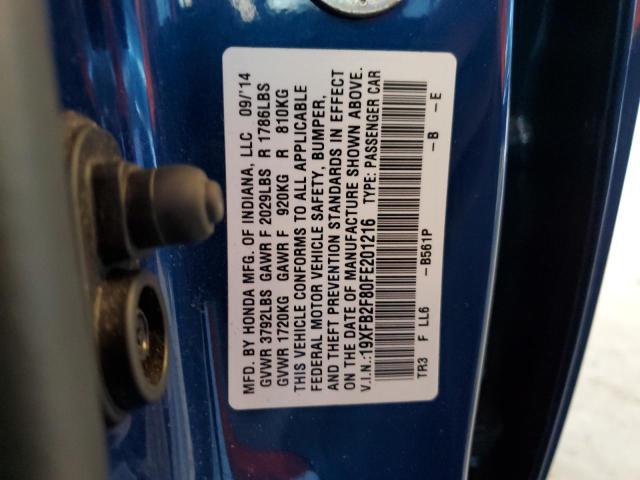 MFD. BY HONDA MFG. OF INDIANA, LLC 09/'14
GVWR 3792LBS GAWR F 2029LBS R 1786LBS
GVWR 1720KG GAWR F 920KG R 810KG
THIS VEHICLE CONFORMS TO ALL APPLICABLE
FEDERAL MOTOR VEHICLE SAFETY, BUMPER,
AND THEFT PREVENTION STANDARDS IN EFFECT
ON THE DATE OF MANUFACTURE SHOWN ABOVE.
V.I.N.:19XFB2F80FE201216 TYPE: PASSENGER CAR
TR3 F LL6 -B561P -B -E